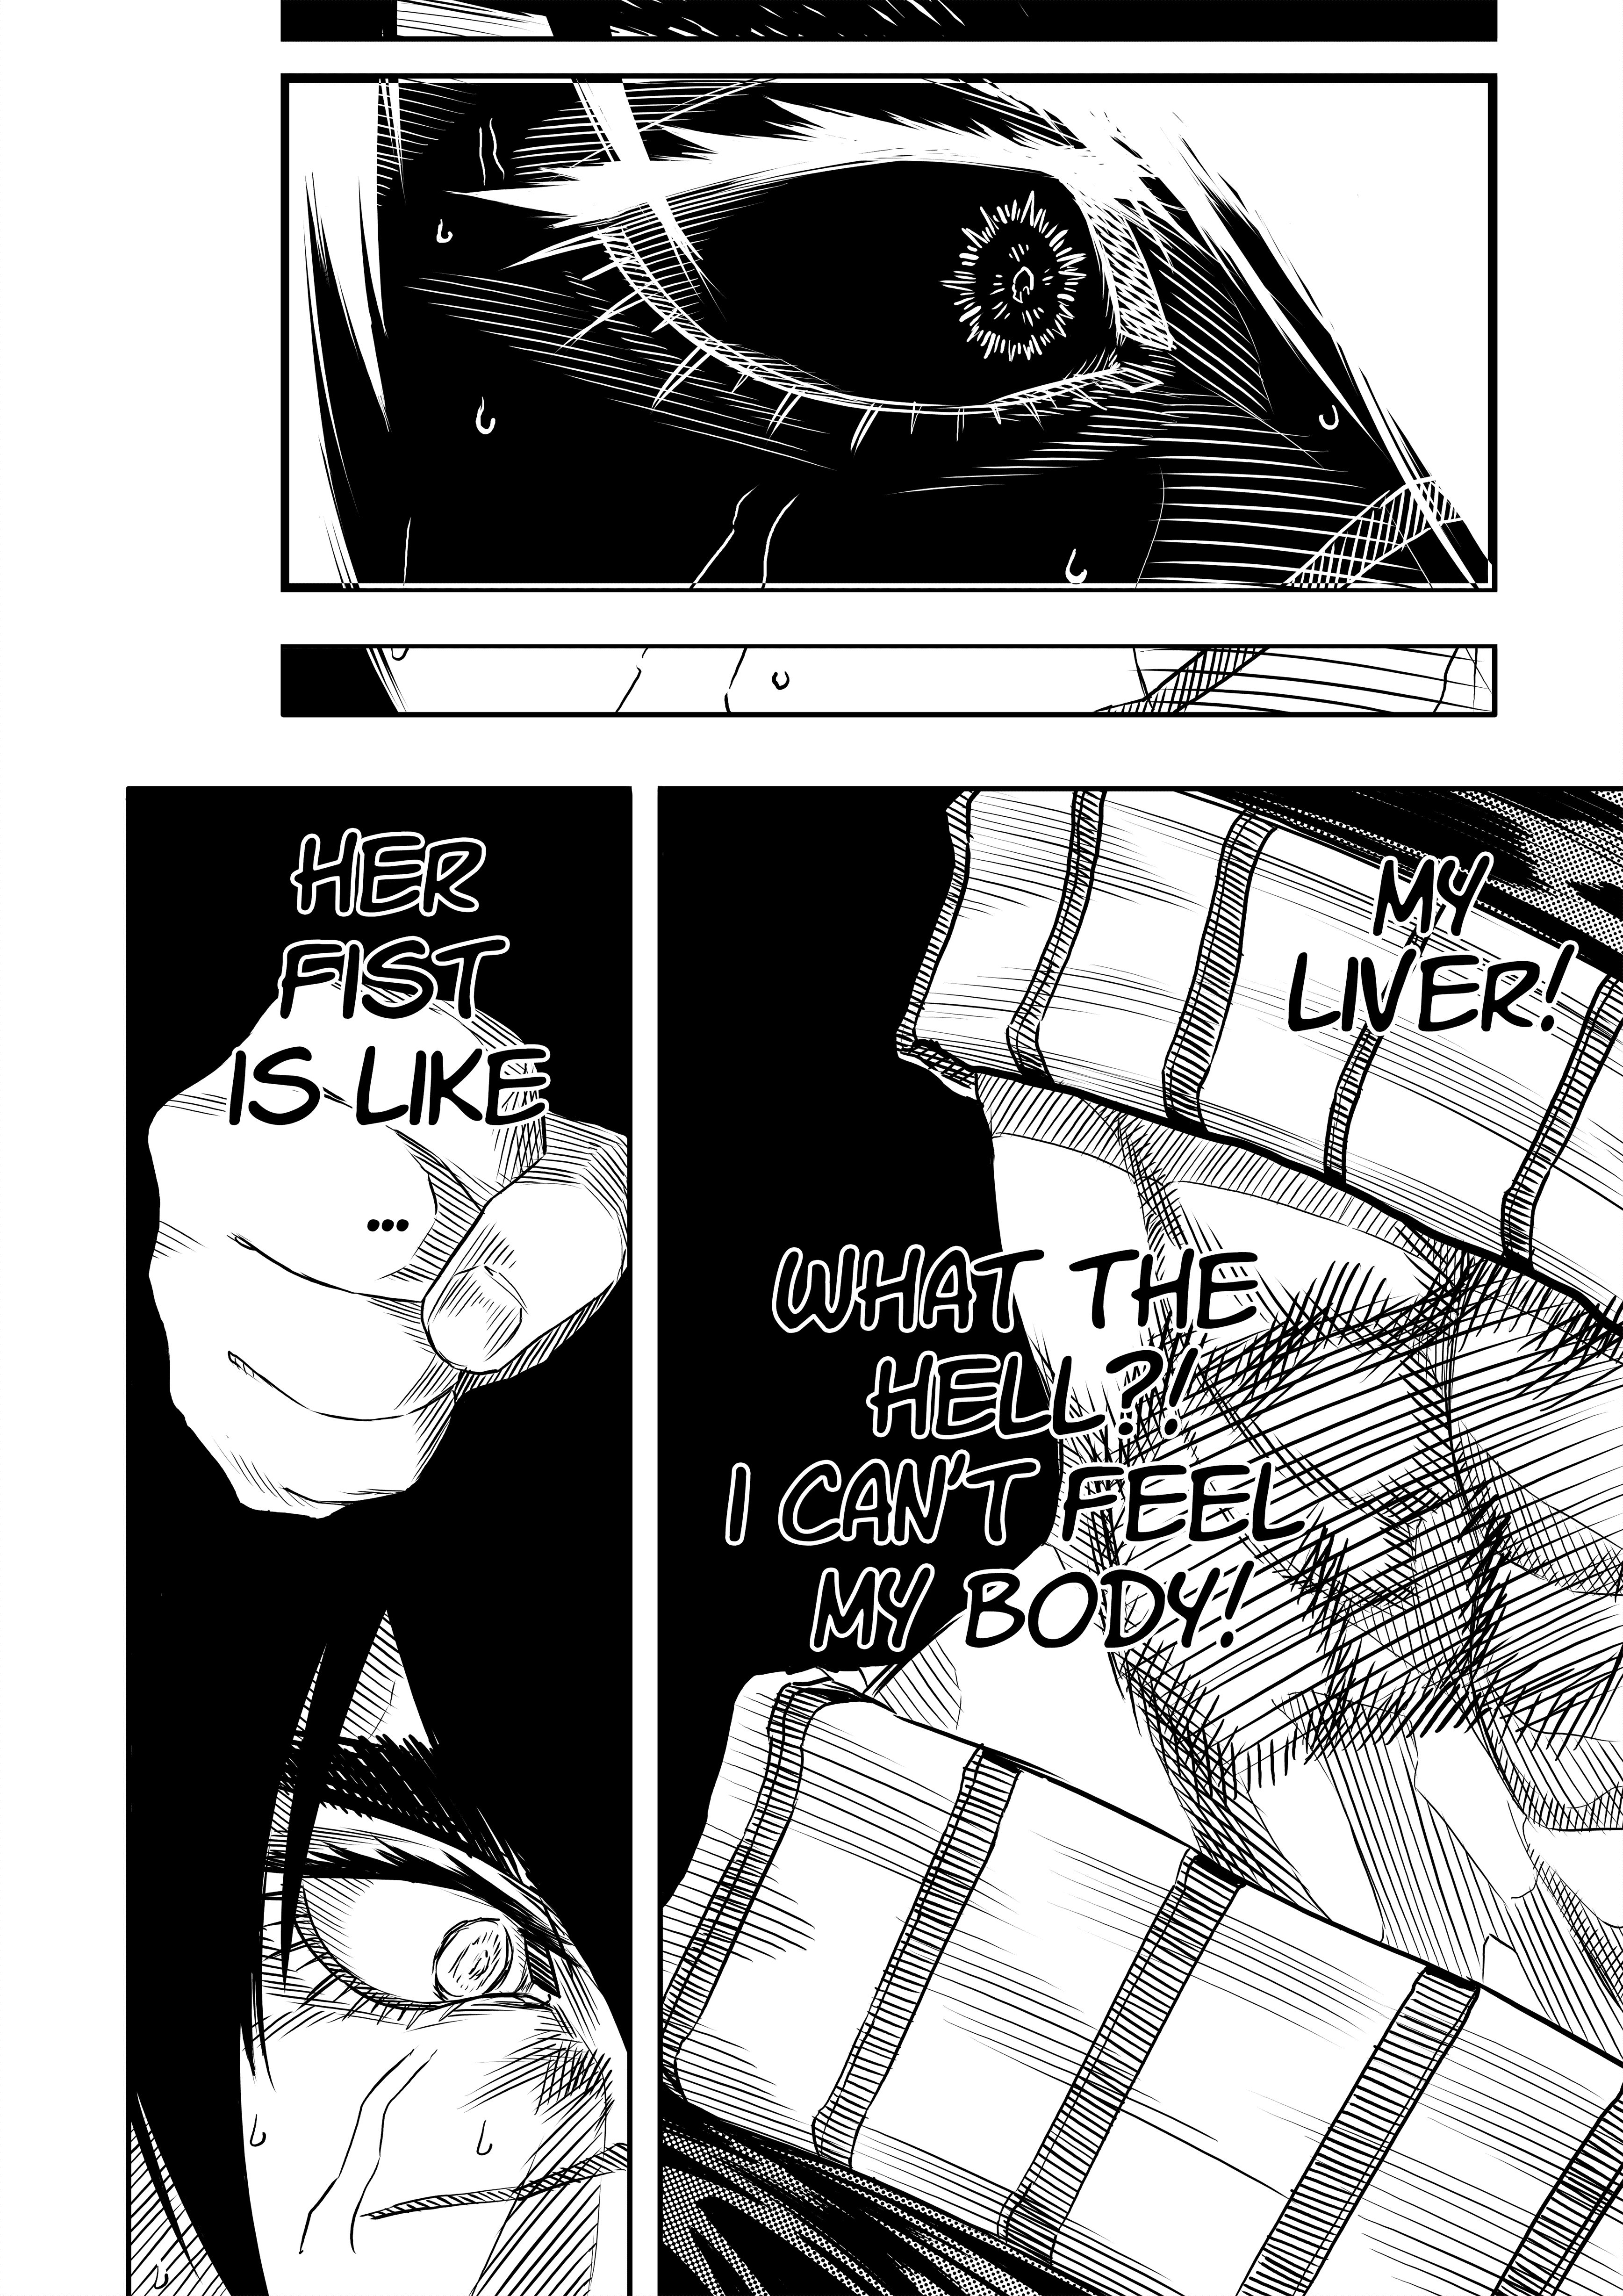 MY
LIVER!
WHAT THE
HELL?!
I CAN'T FEEL
MY BODY!
HER
FIST
IS LIKE
...